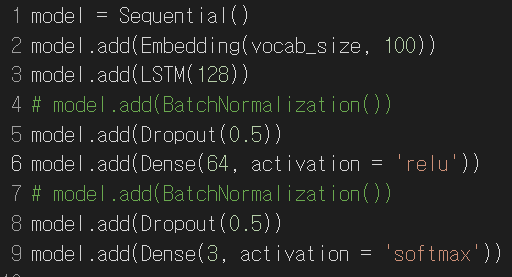 1 model = Sequential()
2 model.add(Embedding(vocab_size, 100))
3 model.add(LSTM(128))
4 # model.add(BatchNormalization())
5 model.add(Dropout(0.5))
6 model.add(Dense(64, activation = 'relu'))
7 # model.add(BatchNormalization())
8 model.add(Dropout(0.5))
9 model.add(Dense(3, activation = 'softmax'))